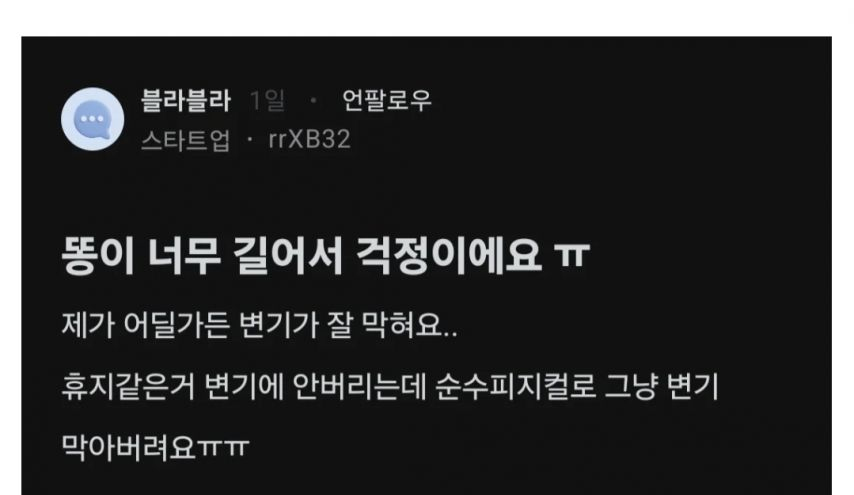 블라블라 1일 · 언팔로우
스타트업 · rrXB32
똥이 너무 길어서 걱정이에요 ㅠ
제가 어딜가든 변기가 잘 막혀요..
휴지같은거 변기에 안버리는데 순수피지컬로 그냥 변기
막아버려요ㅠㅠ